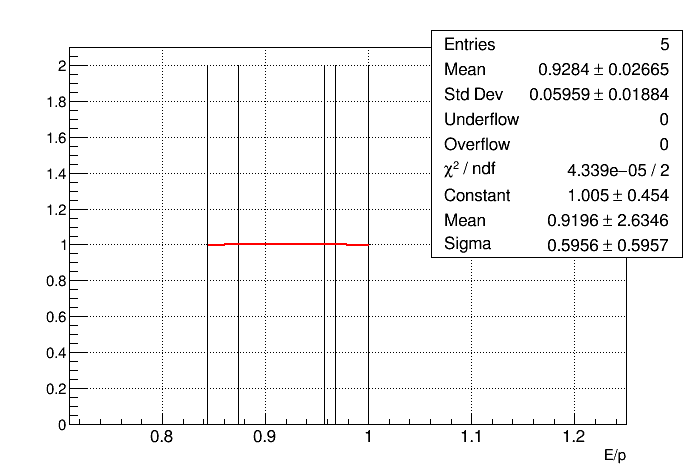 Entries 5
Mean 0.9284 ± 0.02665
Std Dev 0.05959 ± 0.01884
Underflow 0
Overflow 0
χ² / ndf 4.339e−05 / 2
Constant 1.005 ± 0.454
Mean 0.9196 ± 2.6346
Sigma 0.5956 ± 0.5957
2
1.8
1.6
1.4
1.2
1
0.8
0.6
0.4
0.2
0
0.8 0.9 1 1.1 1.2
E/p